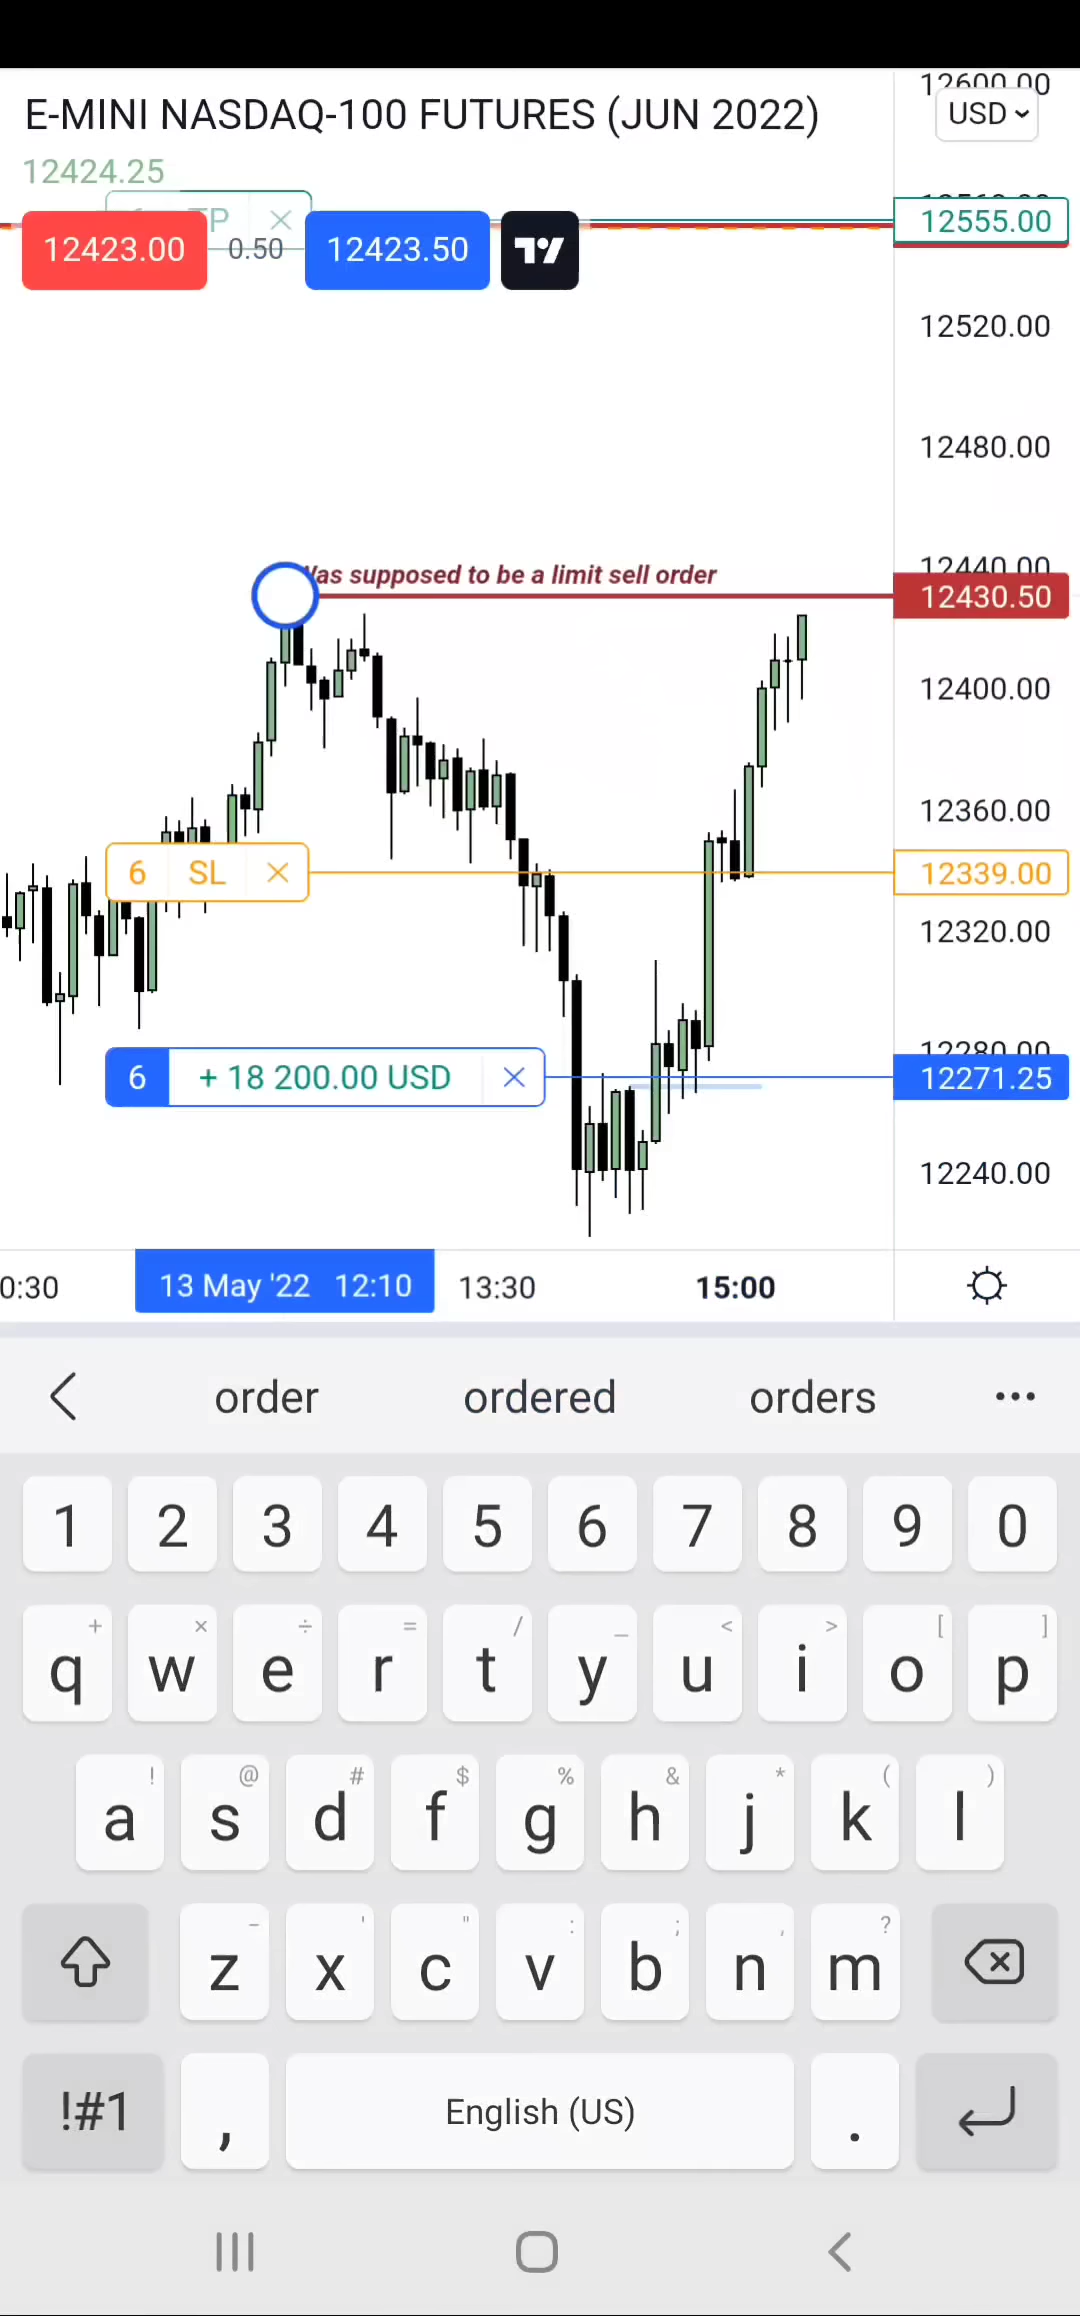 12600.00
E-MINI NASDAQ-100 FUTURES (JUN 2022)
USD
12424.25
TP
12555.00
12423.00 0.50 12423.50
12520.00
12480.00
12440.00
Was supposed to be a limit sell order
12430.50
12400.00
12360.00
6 SL
12339.00
12320.00
12280.00
6 + 18 200.00 USD
12271.25
12240.00
0:30 13 May '22 12:10 13:30 15:00
order ordered orders
1 2 3 4 5 6 7 8 9 0
+ × ÷ = / _ < > [ ]
q w e r t y u i o p
! @ # $ % & * ( )
a s d f g h j k l
- ' " : ; , ?
z x c v b n m
!#1 , English (US) .